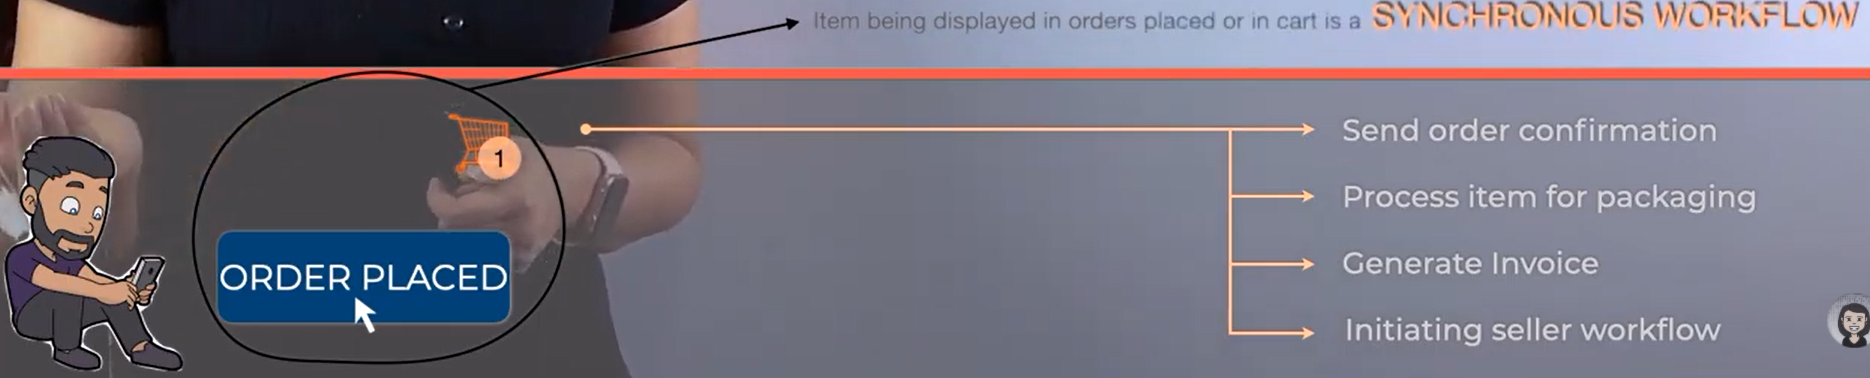 Item being displayed in orders placed or in cart is a SYNCHRONOUS WORKFLOW
1
Send order confirmation
Process item for packaging
ORDER PLACED
Generate Invoice
Initiating seller workflow